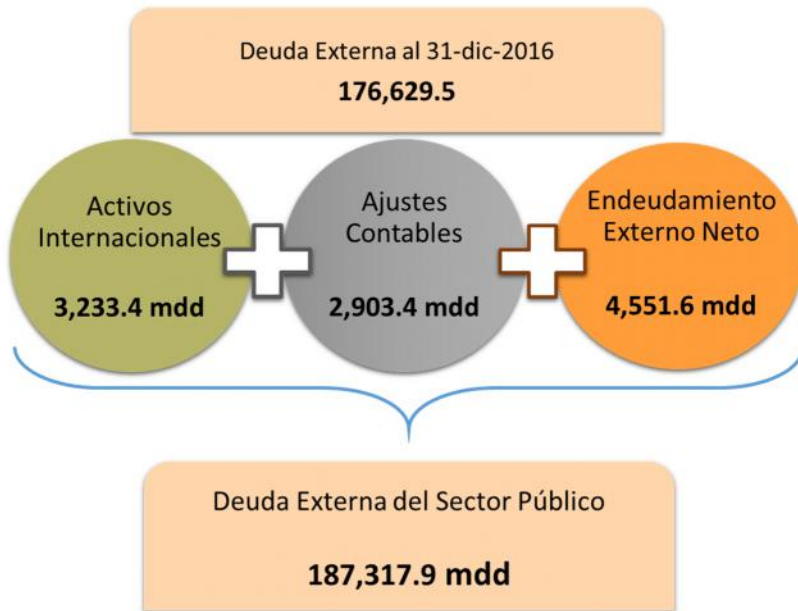 Deuda Externa al 31-dic-2016
176,629.5
Activos
Internacionales
3,233.4 mdd
Ajustes
Contables
2,903.4 mdd
Endeudamiento
Externo Neto
4,551.6 mdd
Deuda Externa del Sector Público
187,317.9 mdd